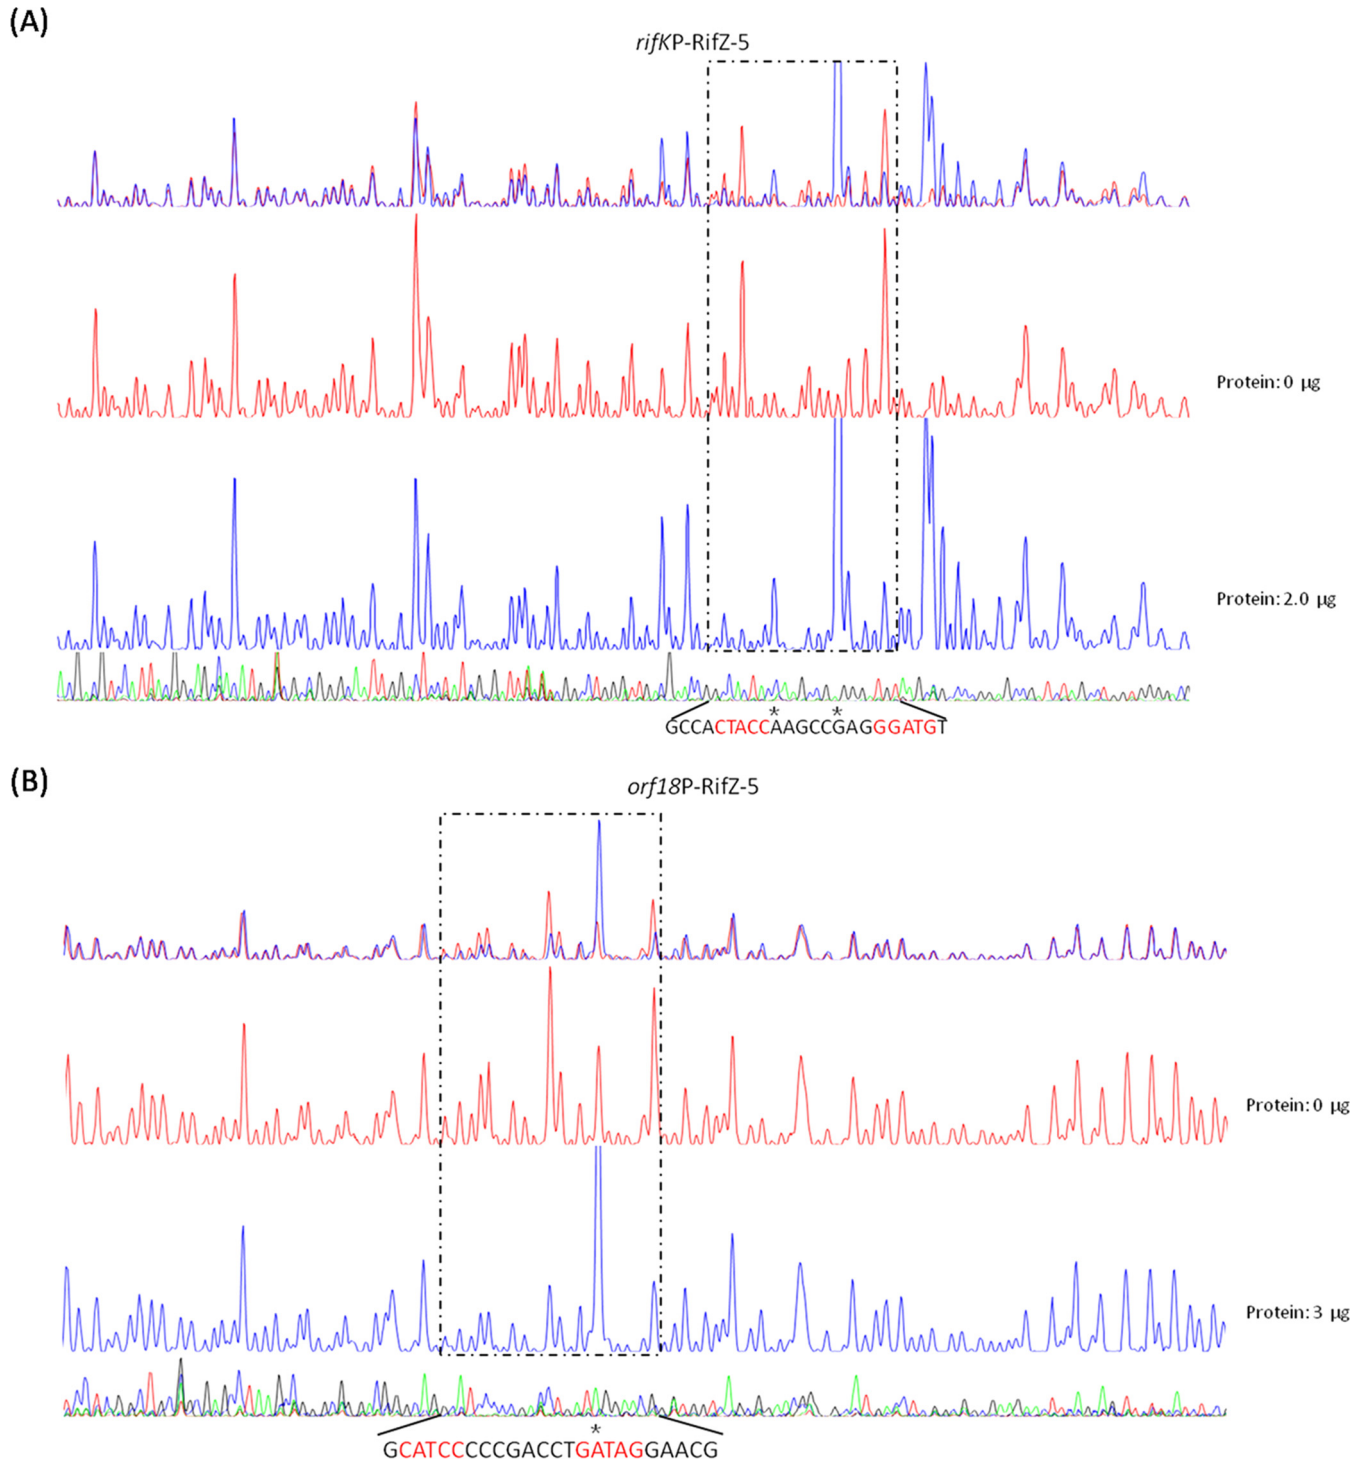 (A)
rifKP-RifZ-5
Protein: 0 µg
Protein: 2.0 µg
* *
GCCACTACCAAGCCGAGGGATGT
(B)
orf18P-RifZ-5
Protein: 0 µg
Protein: 3 µg
*
GCATCCCCCGACCTGATAGGAACG